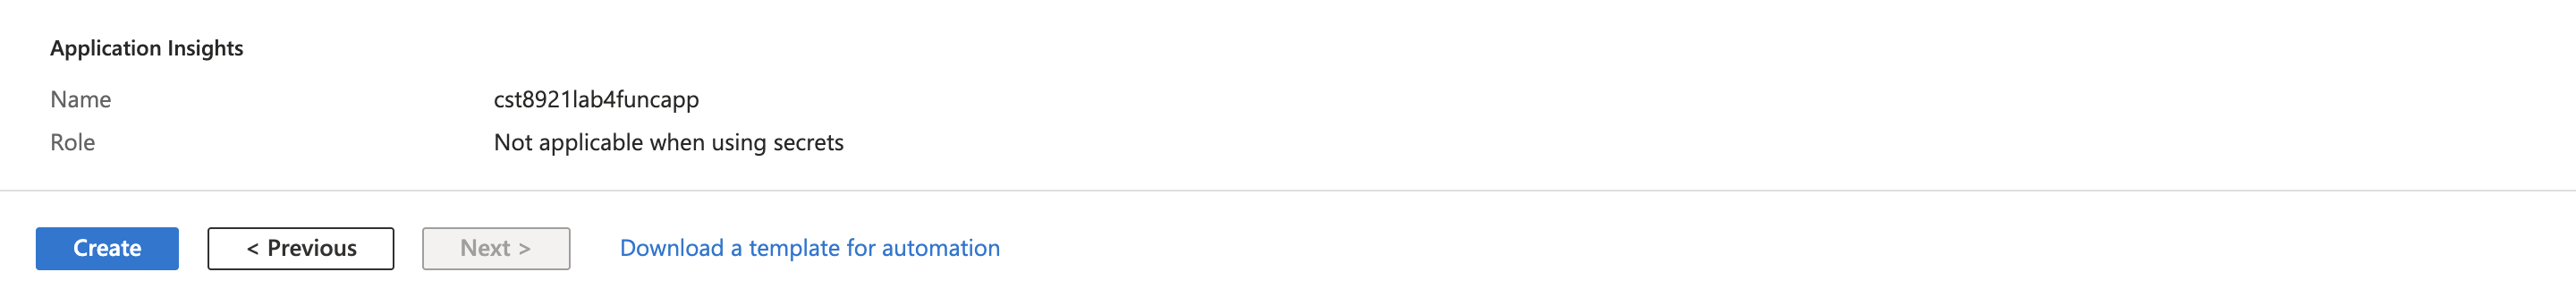 Application Insights
Name cst8921lab4funcapp
Role Not applicable when using secrets
Create < Previous Next > Download a template for automation